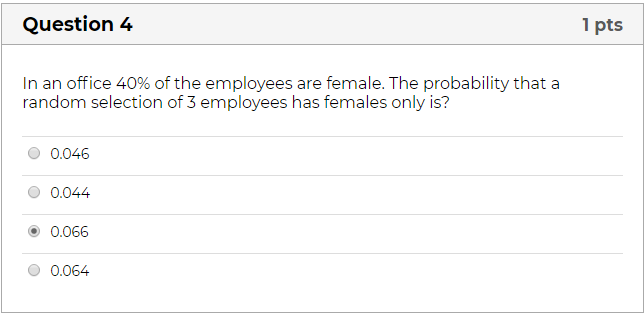 Question 4
1 pts
In an office 40% of the employees are female. The probability that a
random selection of 3 employees has females only is?
0.046
0.044
0.066
0.064